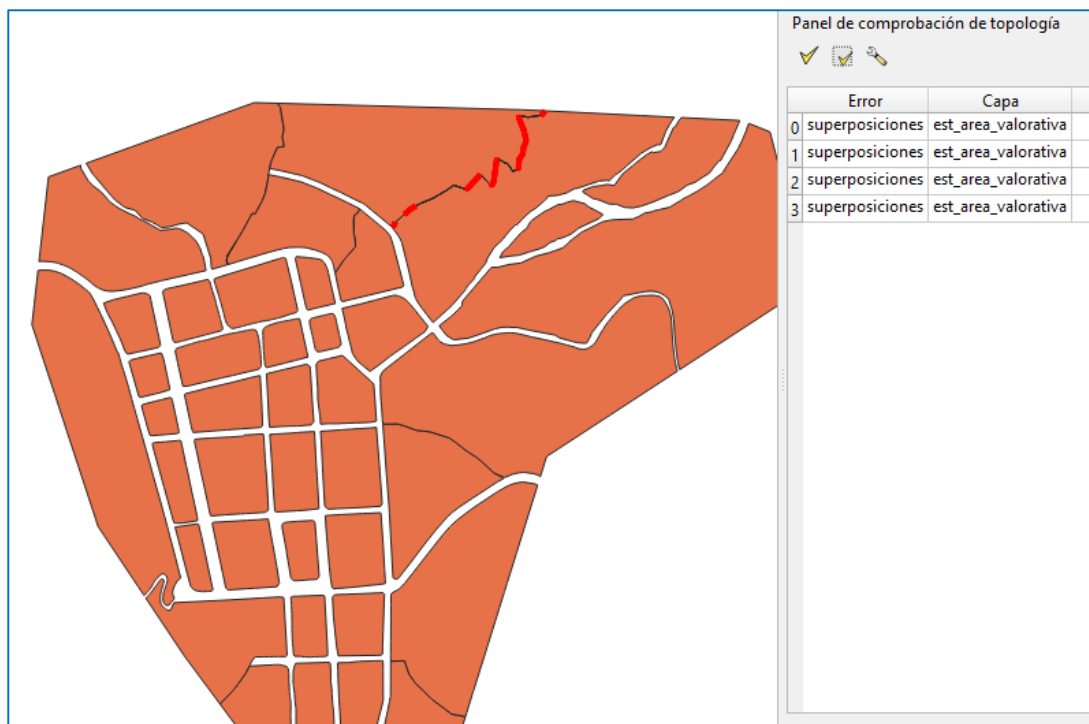 Panel de comprobación de topología
Error Capa
0 superposiciones est_area_valorativa
1 superposiciones est_area_valorativa
2 superposiciones est_area_valorativa
3 superposiciones est_area_valorativa